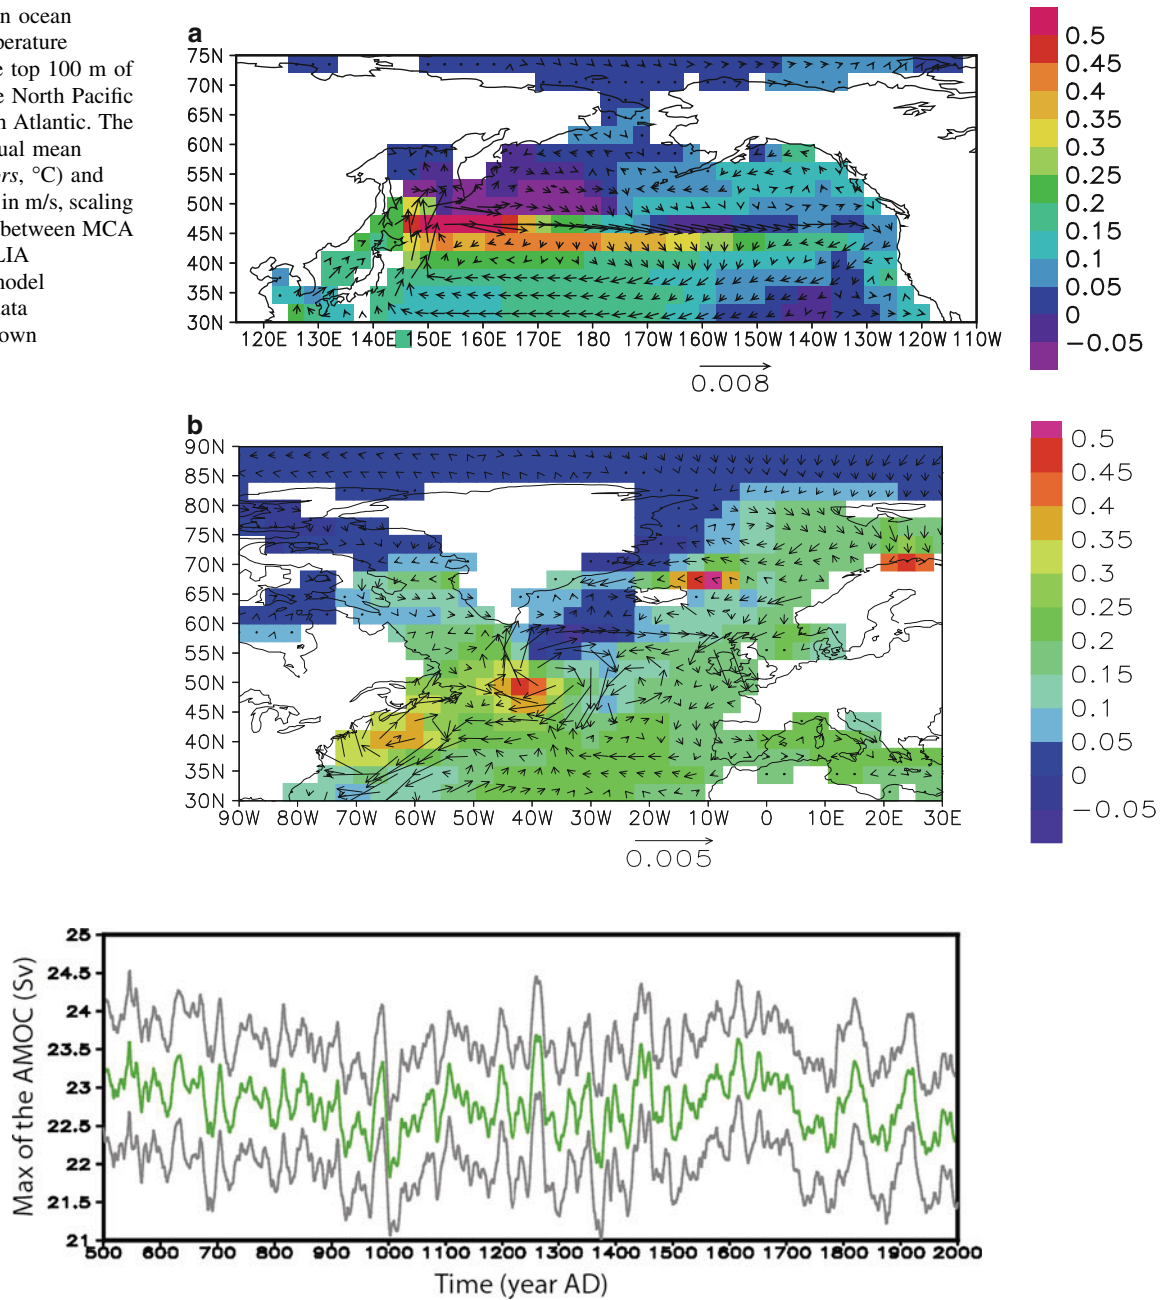 n ocean
perature
e top 100 m of
e North Pacific
n Atlantic. The
ual mean
ors, °C) and
in m/s, scaling
between MCA
LIA
nodel
lata
own
a
75N
70N
65N
60N
55N
50N
45N
40N
35N
30N
120E 130E 140E 150E 160E 170E 180 170W 160W 150W 140W 130W 120W 110W
0.008
0.5
0.45
0.4
0.35
0.3
0.25
0.2
0.15
0.1
0.05
0
−0.05
b
90N
85N
80N
75N
70N
65N
60N
55N
50N
45N
40N
35N
30N
90W 80W 70W 60W 50W 40W 30W 20W 10W 0 10E 20E 30E
0.005
0.5
0.45
0.4
0.35
0.3
0.25
0.2
0.15
0.1
0.05
0
−0.05
Max of the AMOC (Sv)
25
24.5
24
23.5
23
22.5
22
21.5
21
500 600 700 800 900 1000 1100 1200 1300 1400 1500 1600 1700 1800 1900 2000
Time (year AD)